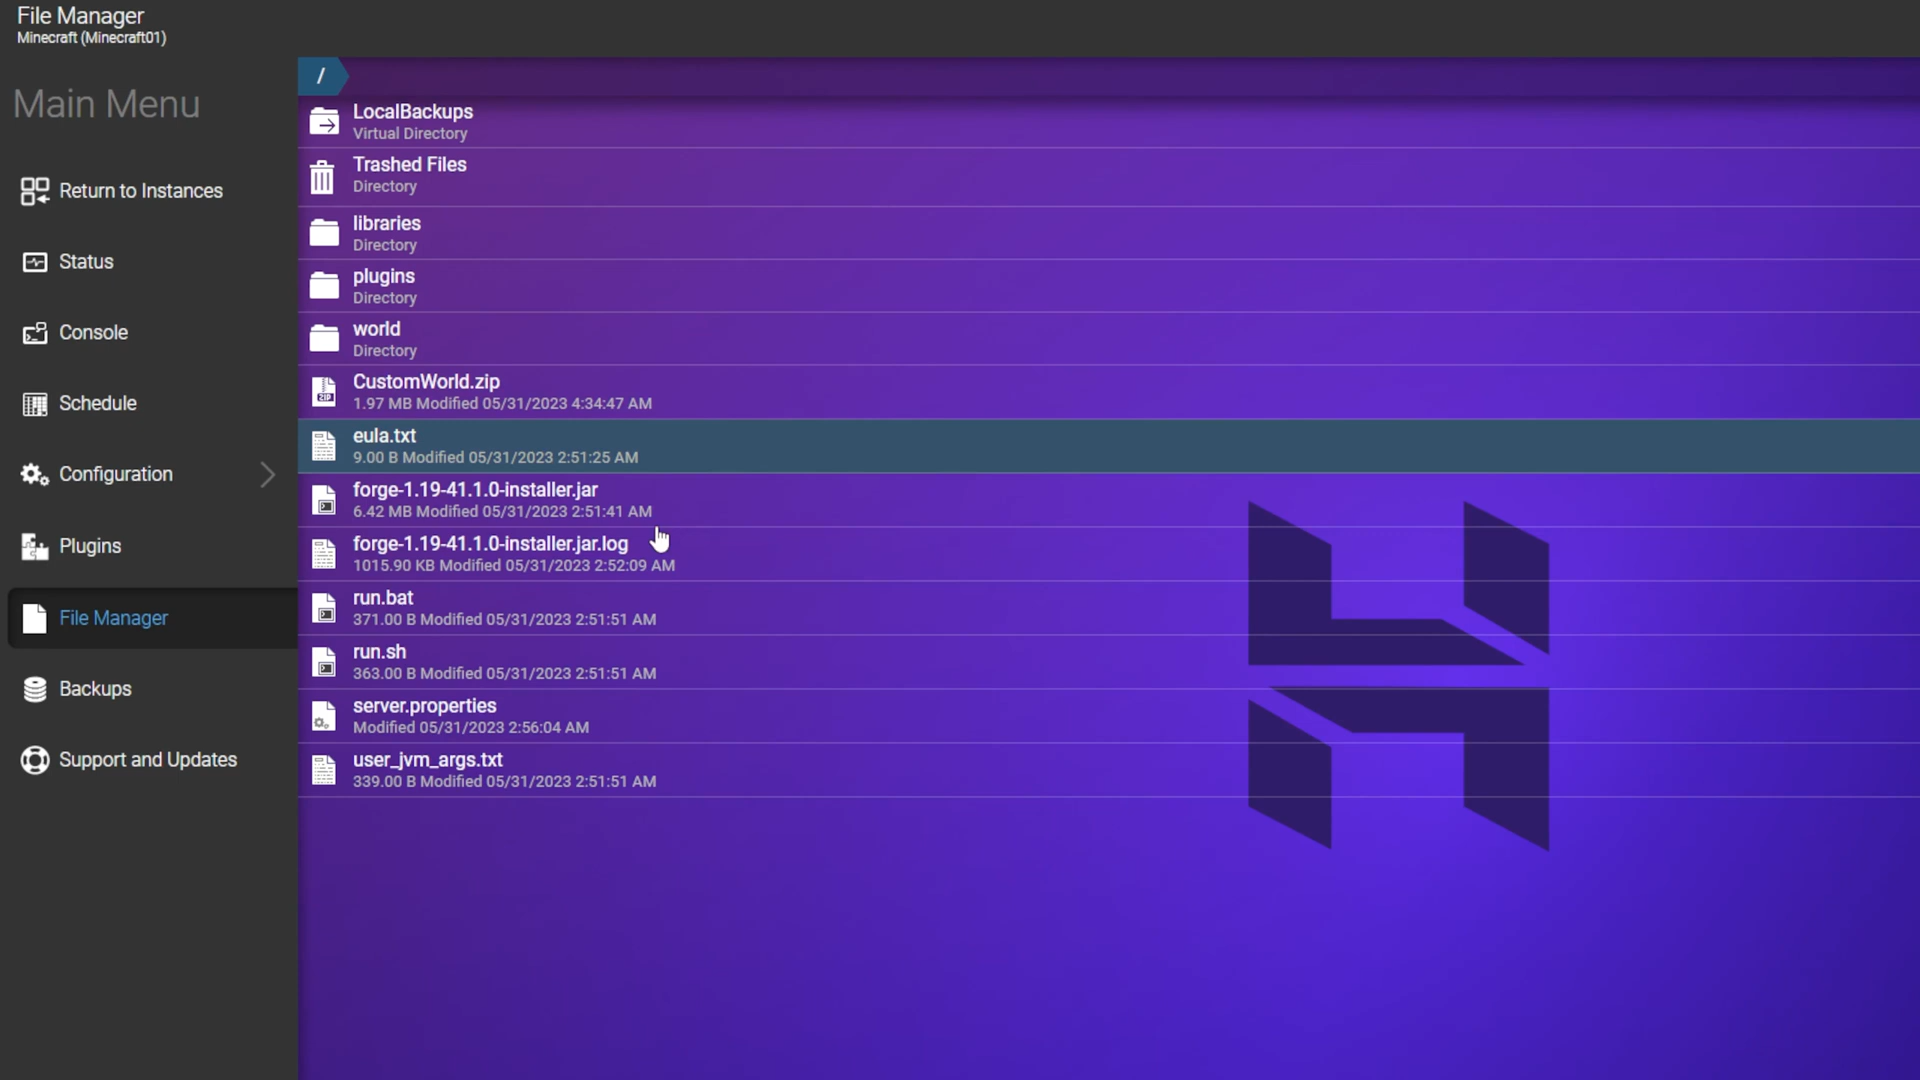 File Manager
Minecraft (Minecraft01)
Main Menu
Return to Instances
Status
Console
Schedule
Configuration
Plugins
File Manager
Backups
Support and Updates
/
LocalBackups
Virtual Directory
Trashed Files
Directory
libraries
Directory
plugins
Directory
world
Directory
ZIP
CustomWorld.zip
1.97 MB Modified 05/31/2023 4:34:47 AM
eula.txt
9.00 B Modified 05/31/2023 2:51:25 AM
forge-1.19-41.1.0-installer.jar
6.42 MB Modified 05/31/2023 2:51:41 AM
forge-1.19-41.1.0-installer.jar.log
1015.90 KB Modified 05/31/2023 2:52:09 AM
run.bat
371.00 B Modified 05/31/2023 2:51:51 AM
run.sh
363.00 B Modified 05/31/2023 2:51:51 AM
server.properties
Modified 05/31/2023 2:56:04 AM
user_jvm_args.txt
339.00 B Modified 05/31/2023 2:51:51 AM